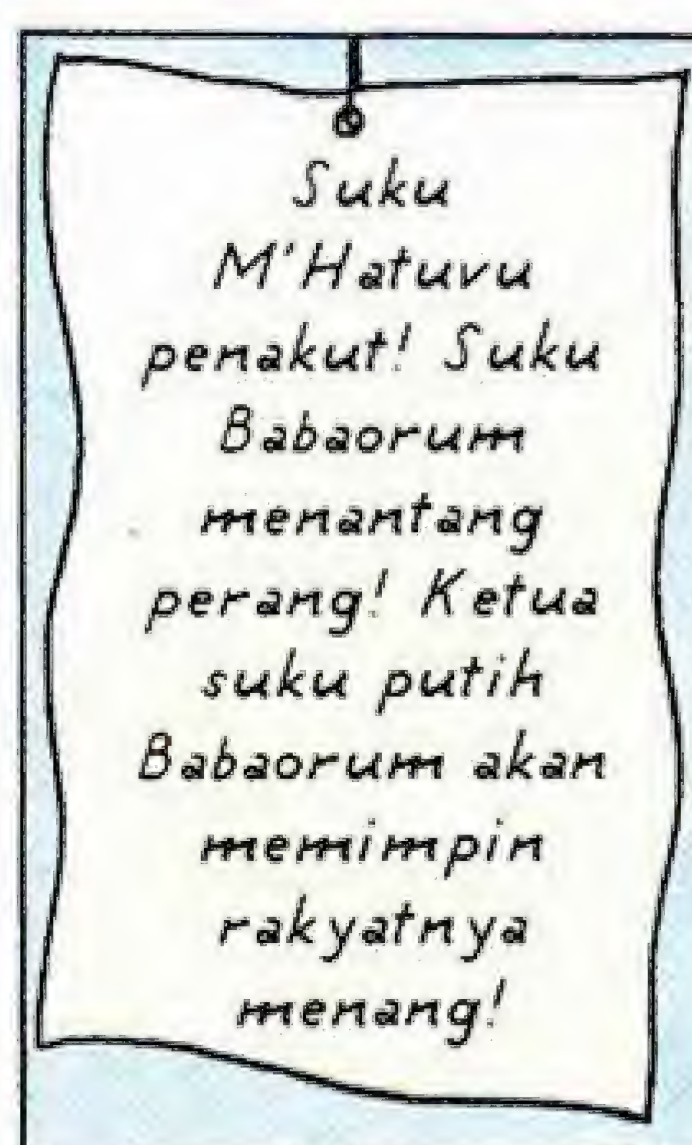 Suku
M'Hatuvu
penakut! Suku
Babaorum
menantang
perang! Ketua
suku putih
Babaorum akan
memimpin
rakyatnya
menang!